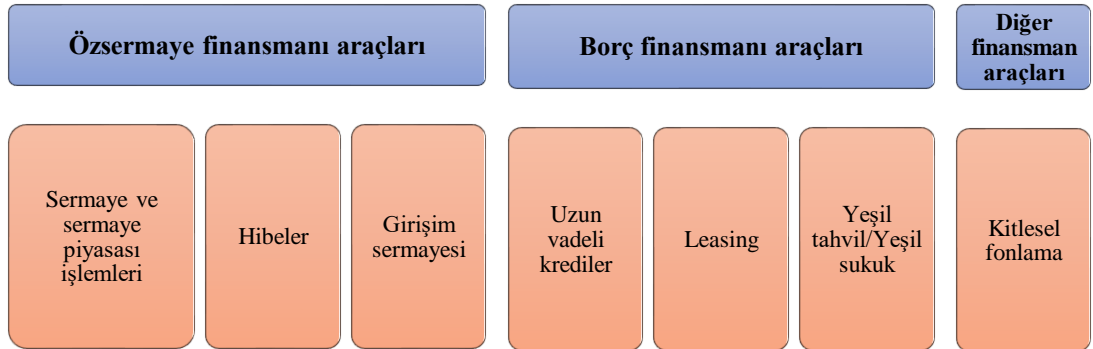 Özsermaye finansmanı araçları
Borç finansmanı araçları
Diğer
finansman
araçları
Sermaye ve
sermaye
piyasası
işlemleri
Hibeler
Girişim
sermayesi
Uzun
vadeli
krediler
Leasing
Yeşil
tahvil/Yeşil
sukuk
Kitlesel
fonlama